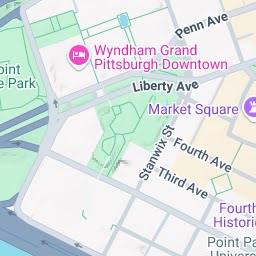 Penn Ave
Wyndham Grand
Pittsburgh Downtown
Point
e Park
Liberty Ave
Market Square
Stanwix St
Fourth Ave
Third Ave
Fourth
Historic
Point Pa
Univer